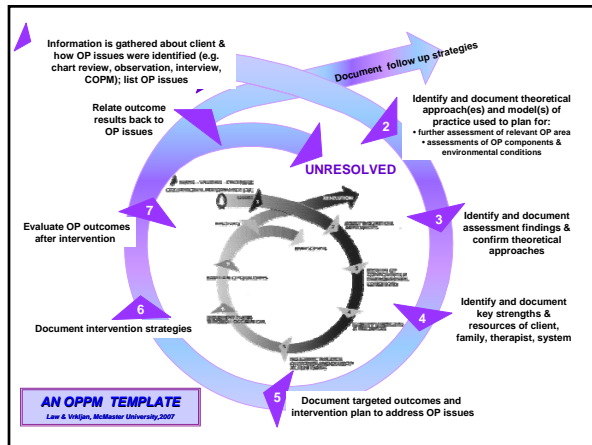 Information is gathered about client &
how OP issues were identified (e.g.
chart review, observation, interview,
COPM); list OP issues
Document follow up strategies
Relate outcome
results back to
OP issues
2
Identify and document theoretical
approach(es) and model(s) of
practice used to plan for:
• further assessment of relevant OP area
• assessments of OP components &
environmental conditions
UNRESOLVED
RESOLUTION
7
Evaluate OP outcomes
after intervention
3
Identify and document
assessment findings &
confirm theoretical
approaches
6
Document intervention strategies
4
Identify and document
key strengths &
resources of client,
family, therapist, system
5
Document targeted outcomes and
intervention plan to address OP issues
AN OPPM TEMPLATE
Law & Vrkljan, McMaster University,2007